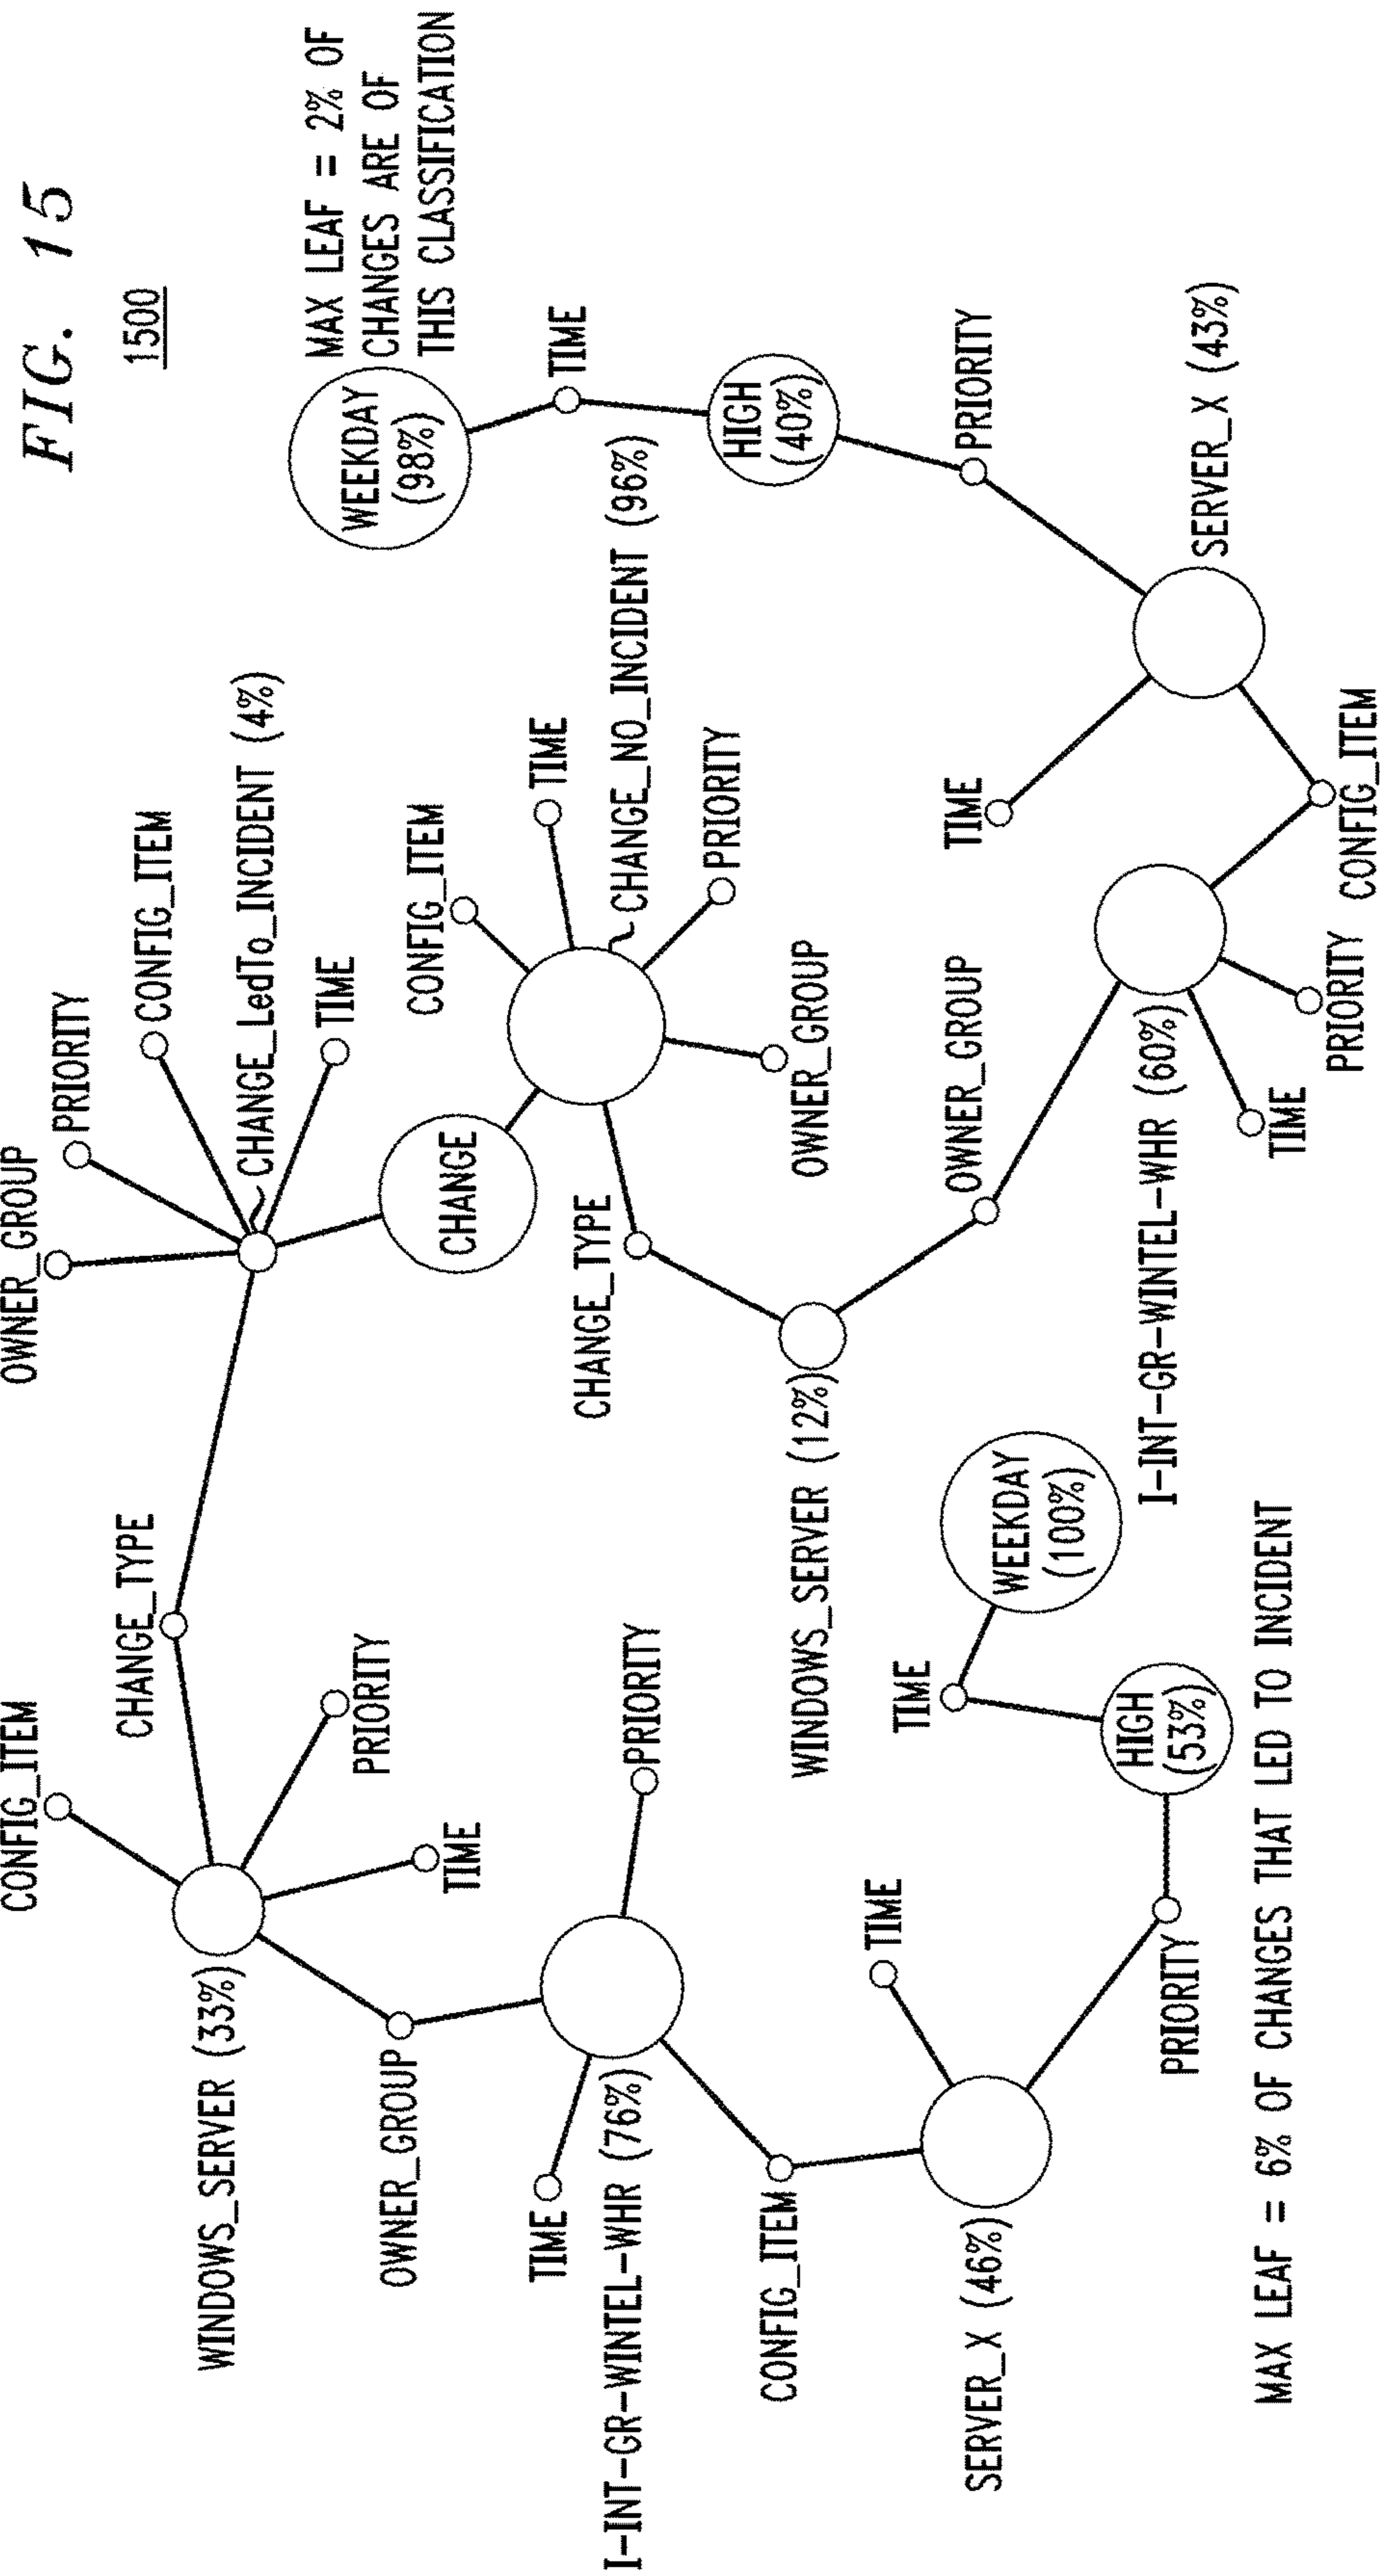 FIG. 15
1500
OWNER_GROUP
PRIORITY
CONFIG_ITEM
CHANGE_LedTo_INCIDENT (4%)
TIME
CONFIG_ITEM
CHANGE_TYPE
PRIORITY
TIME
WINDOWS_SERVER (33%)
OWNER_GROUP
PRIORITY
TIME
I-INT-GR-WINTEL-WHR (76%)
CONFIG_ITEM
TIME
SERVER_X (46%)
PRIORITY
HIGH
(53%)
TIME
WEEKDAY
(100%)
MAX LEAF = 6% OF CHANGES THAT LED TO INCIDENT
CHANGE
CONFIG_ITEM
TIME
CHANGE_NO_INCIDENT (96%)
PRIORITY
OWNER_GROUP
CHANGE_TYPE
WINDOWS_SERVER (12%)
OWNER_GROUP
I-INT-GR-WINTEL-WHR (60%)
TIME
PRIORITY
CONFIG_ITEM
TIME
SERVER_X (43%)
PRIORITY
HIGH
(40%)
TIME
WEEKDAY
(98%)
MAX LEAF = 2% OF
CHANGES ARE OF
THIS CLASSIFICATION